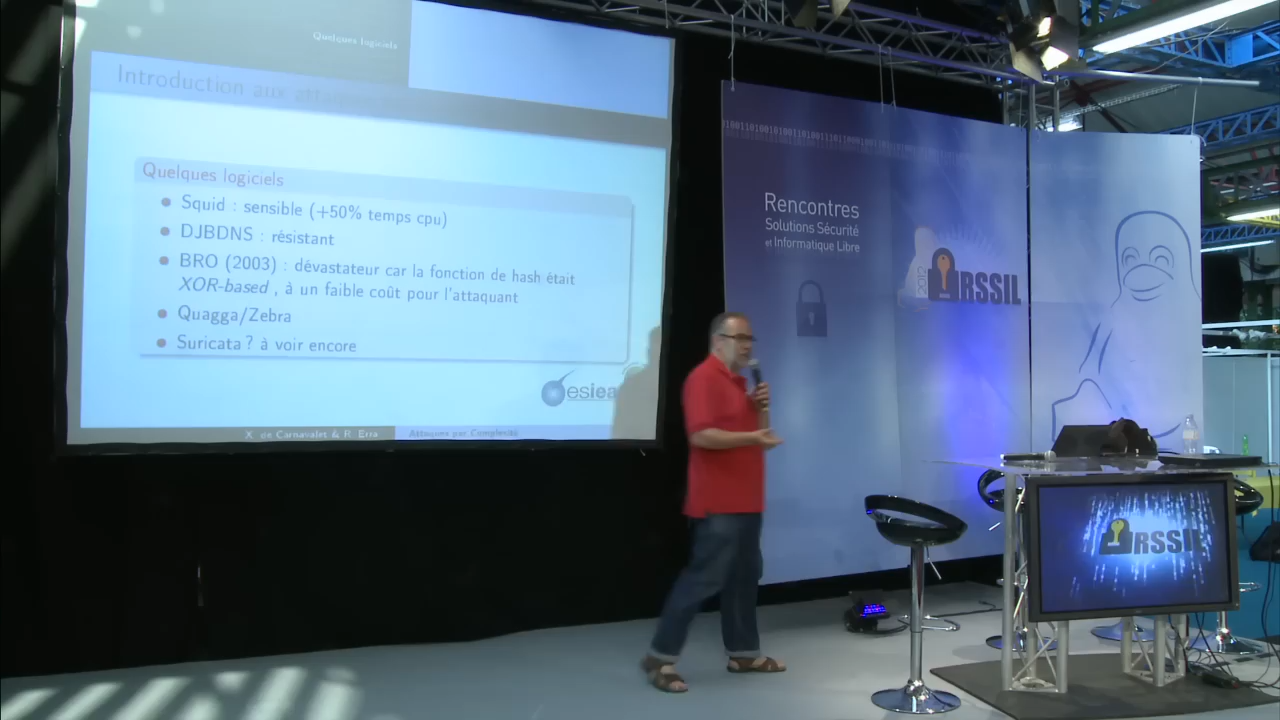 Quelques logiciels
Introduction aux attaques
Quelques logiciels
Squid : sensible (+50% temps cpu)
DJBDNS : résistant
BRO (2003) : dévastateur car la fonction de hash était
XOR-based , à un faible coût pour l'attaquant
Quagga/Zebra
Suricata ? à voir encore
esiea
X. de Carnavalet & R. Erra
Attaques par Complexité
Rencontres
Solutions Sécurité
et Informatique Libre
RSSIL
RSSIL